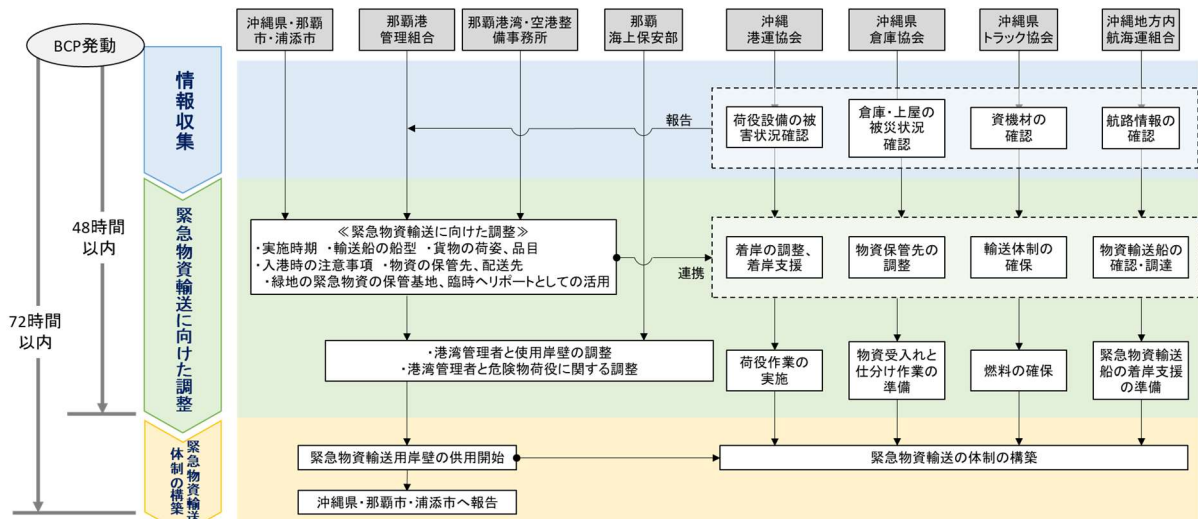 BCP発動
沖縄県・那覇
市・浦添市
那覇港
管理組合
那覇港湾・空港整
備事務所
那覇
海上保安部
沖縄
港運協会
沖縄県
倉庫協会
沖縄県
トラック協会
沖縄地方内
航海運組合
情報収集
報告
荷役設備の被
害状況確認
倉庫・上屋の
被災状況
確認
資機材の
確認
航路情報の
確認
48時間
以内
72時間
以内
緊急物資輸送に向けた調整
≪緊急物資輸送に向けた調整≫
・実施時期 ・輸送船の船型 ・貨物の荷姿、品目
・入港時の注意事項 ・物資の保管先、配送先
・緑地の緊急物資の保管基地、臨時ヘリポートとしての活用
連携
着岸の調整、
着岸支援
物資保管先の
調整
輸送体制の
確保
物資輸送船の
確認・調達
・港湾管理者と使用岸壁の調整
・港湾管理者と危険物荷役に関する調整
荷役作業の
実施
物資受入れと
仕分け作業の
準備
燃料の確保
緊急物資輸送
船の着岸支援
の準備
緊急物資輸送
体制の構築
緊急物資輸送用岸壁の供用開始
緊急物資輸送の体制の構築
沖縄県・那覇市・浦添市へ報告